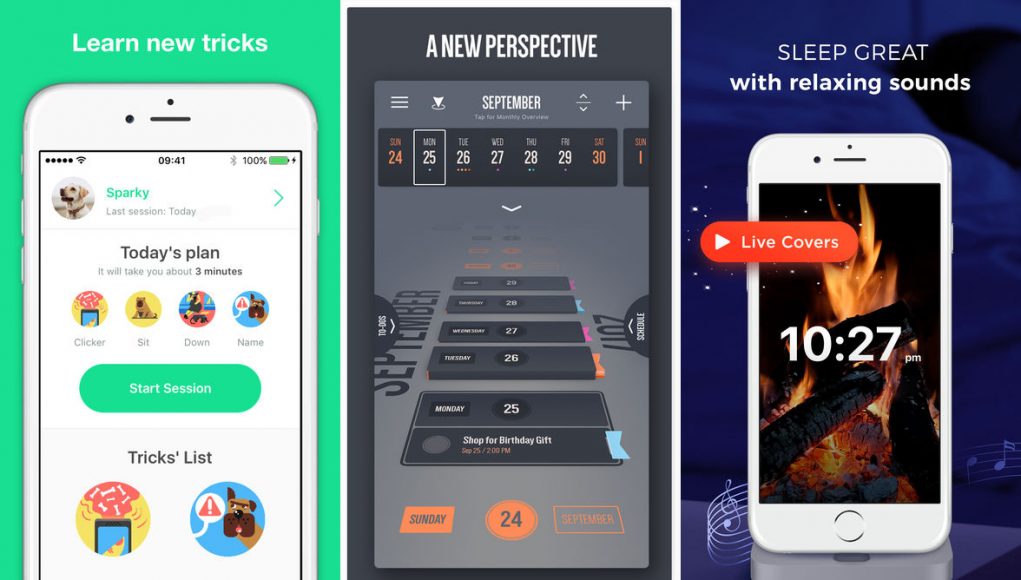 Learn new tricks
09:41
100%
Sparky
Last session: Today
Today's plan
It will take you about 3 minutes
Clicker Sit Down Name
Start Session
Tricks' List
A NEW PERSPECTIVE
SEPTEMBER
Tap for Monthly Overview
SUN MON TUE WED THU FRI SAT SUN
24 25 26 27 28 29 30 1
29
THURSDAY 28
WEDNESDAY 27
TUESDAY 26
SEPTEMBER
2017
TO-DOS
SCHEDULE
MONDAY 25
Shop for Birthday Gift
Sep 25 / 2:00 PM
SUNDAY 24 SEPTEMBER
SLEEP GREAT
with relaxing sounds
Live Covers
10:27 pm